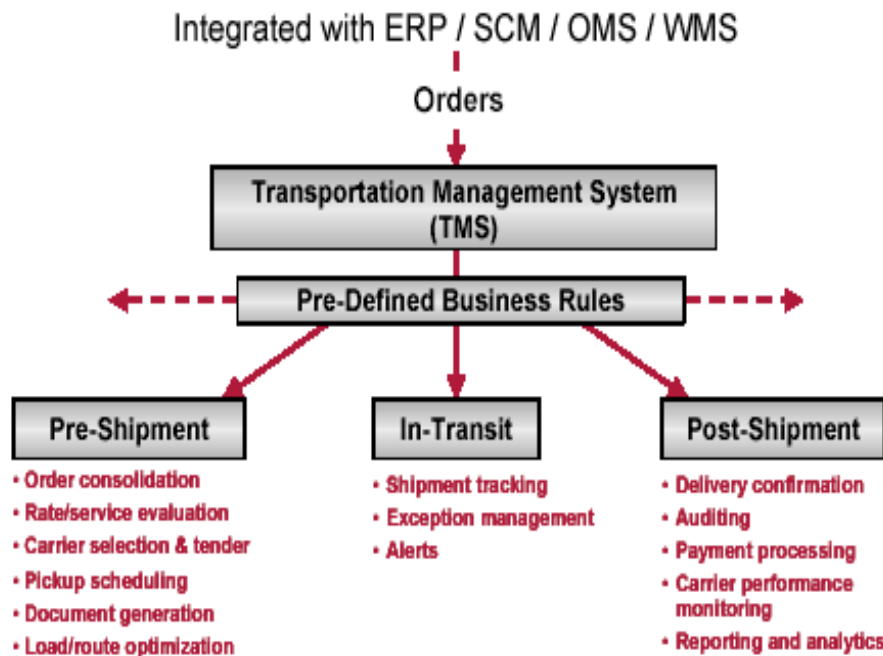 Integrated with ERP / SCM / OMS / WMS
Orders
Transportation Management System
(TMS)
Pre-Defined Business Rules
Pre-Shipment
• Order consolidation
• Rate/service evaluation
• Carrier selection & tender
• Pickup scheduling
• Document generation
• Load/route optimization
In-Transit
• Shipment tracking
• Exception management
• Alerts
Post-Shipment
• Delivery confirmation
• Auditing
• Payment processing
• Carrier performance
monitoring
• Reporting and analytics